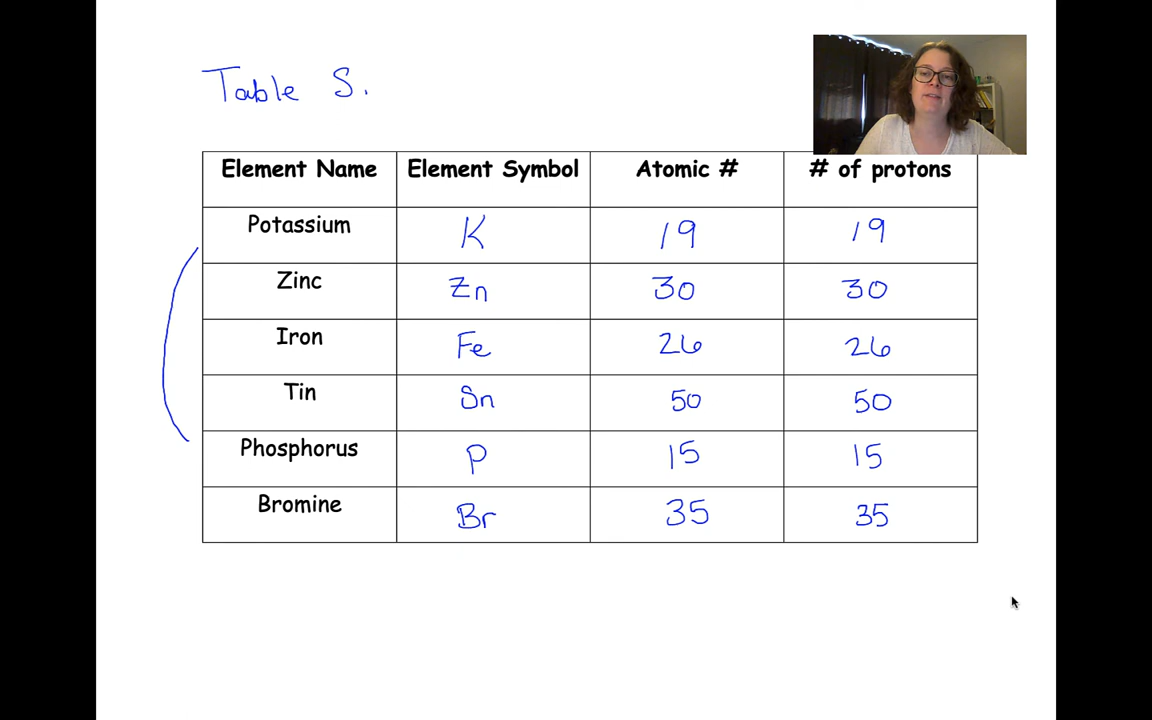 Table S.
Element Name Element Symbol Atomic # # of protons
Potassium K 19 19
Zinc Zn 30 30
Iron Fe 26 26
Tin Sn 50 50
Phosphorus P 15 15
Bromine Br 35 35